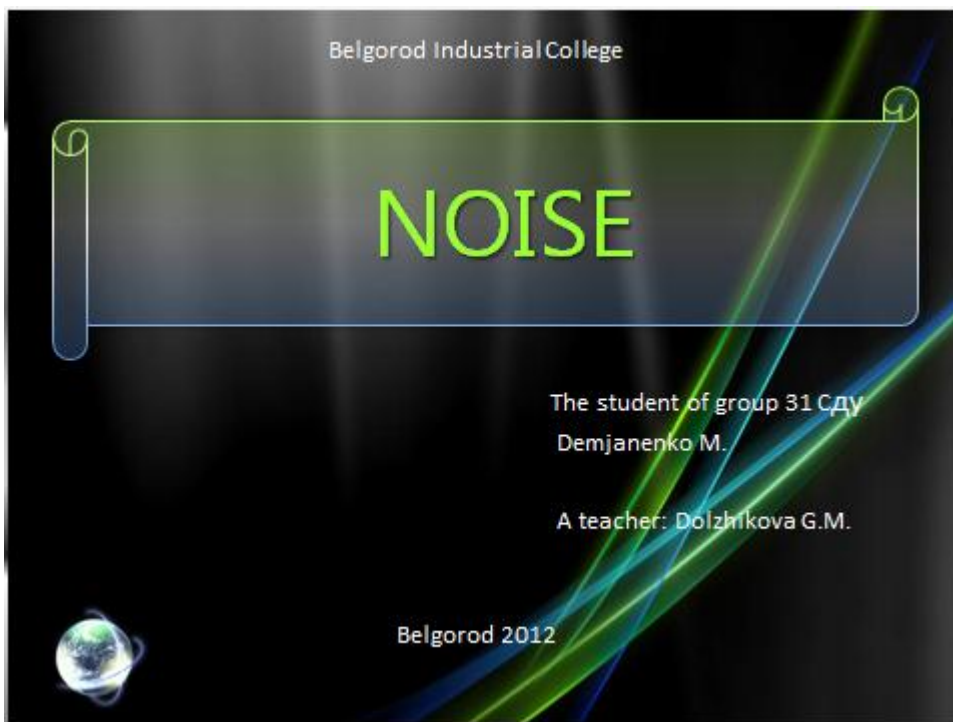 Belgorod Industrial College
NOISE
The student of group 31 Сду
Demjanenko M.
A teacher: Dolzhikova G.M.
Belgorod 2012